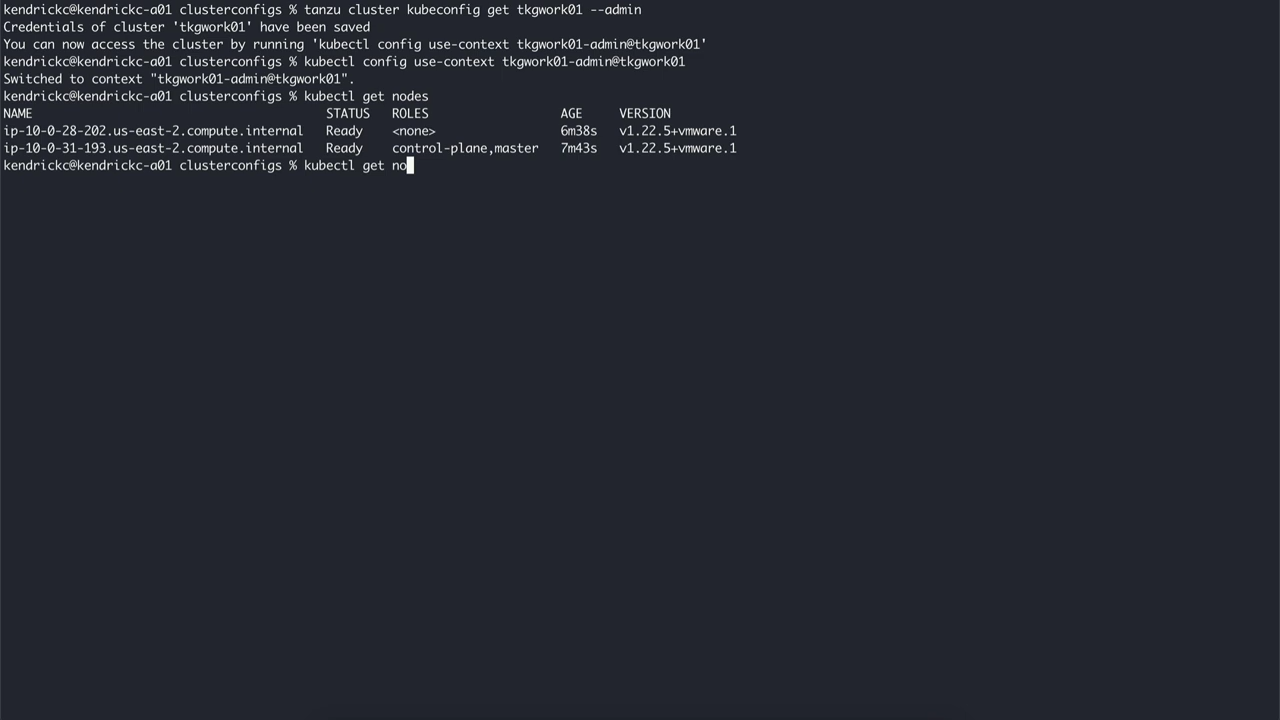 kendrickc@kendrickc-a01 clusterconfigs % tanzu cluster kubeconfig get tkgwork01 --admin
Credentials of cluster 'tkgwork01' have been saved
You can now access the cluster by running 'kubectl config use-context tkgwork01-admin@tkgwork01'
kendrickc@kendrickc-a01 clusterconfigs % kubectl config use-context tkgwork01-admin@tkgwork01
Switched to context "tkgwork01-admin@tkgwork01".
kendrickc@kendrickc-a01 clusterconfigs % kubectl get nodes
NAME STATUS ROLES AGE VERSION
ip-10-0-28-202.us-east-2.compute.internal Ready <none> 6m38s v1.22.5+vmware.1
ip-10-0-31-193.us-east-2.compute.internal Ready control-plane,master 7m43s v1.22.5+vmware.1
kendrickc@kendrickc-a01 clusterconfigs % kubectl get no